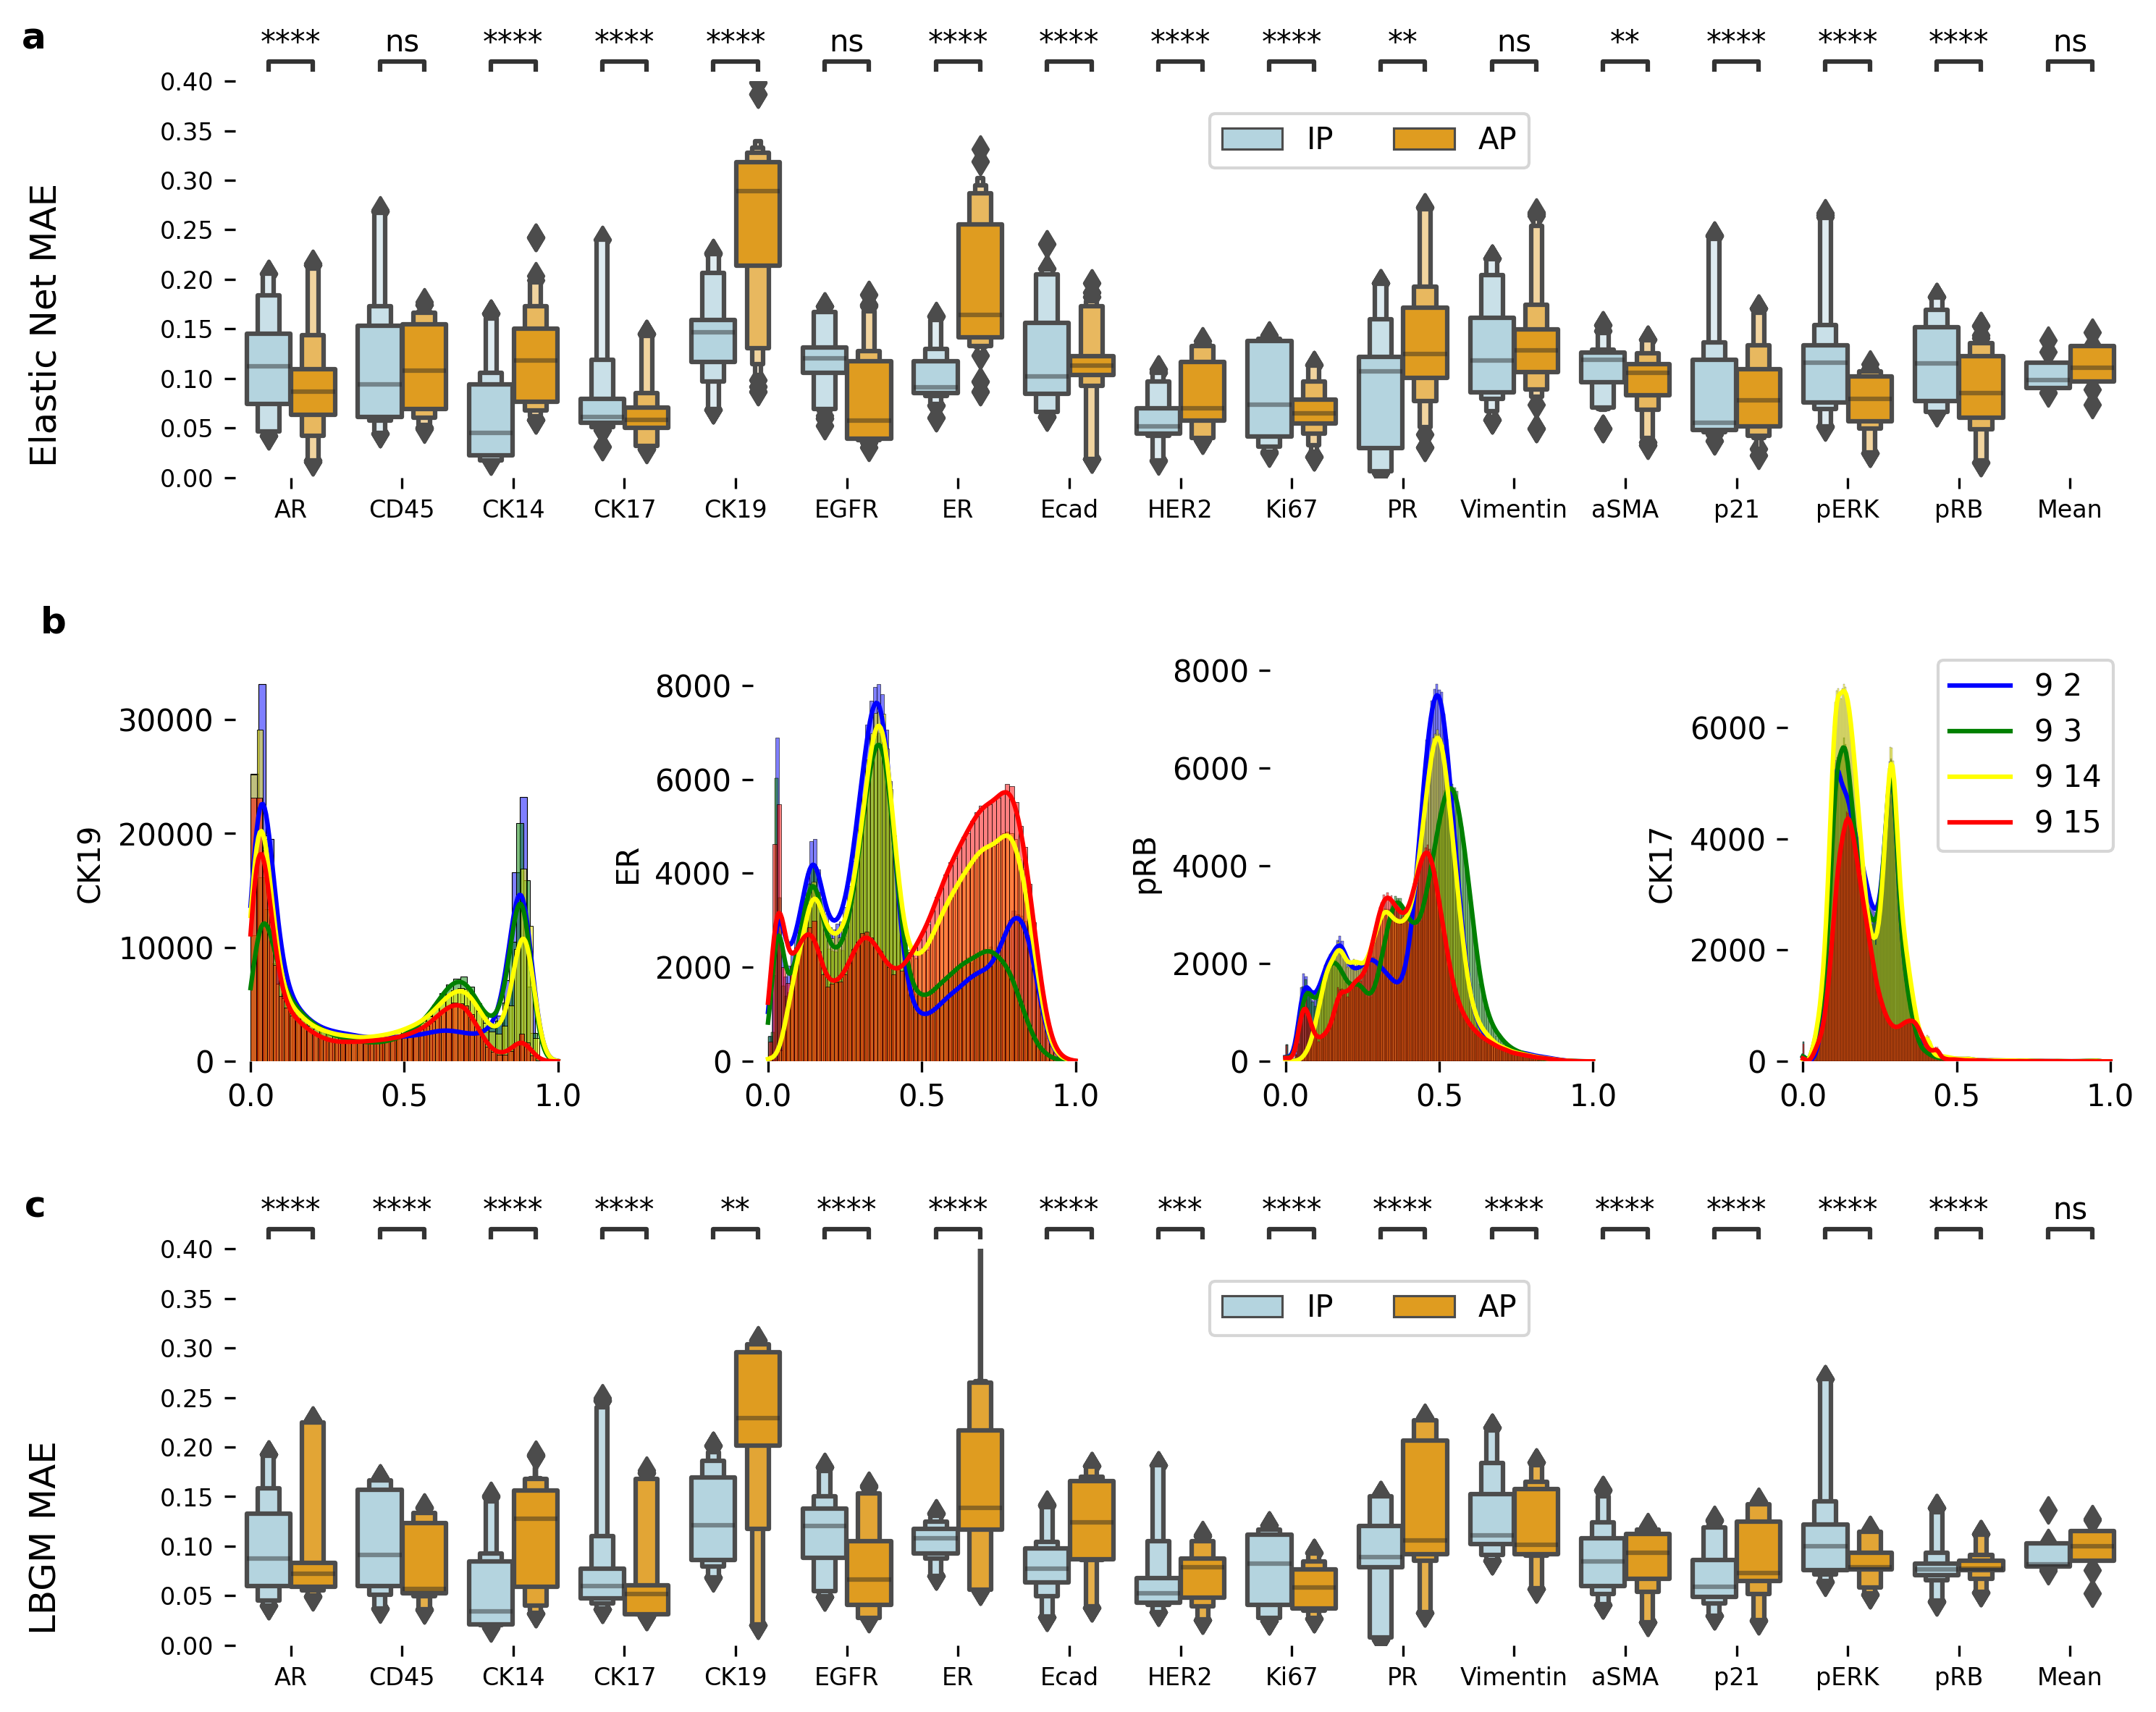 a
**** ns **** **** **** ns **** **** **** **** ** ns ** **** **** **** ns
Elastic Net MAE
0.40
0.35
0.30
0.25
0.20
0.15
0.10
0.05
0.00
IP AP
AR CD45 CK14 CK17 CK19 EGFR ER Ecad HER2 Ki67 PR Vimentin aSMA p21 pERK pRB Mean
b
CK19
30000
20000
10000
0
0.0 0.5 1.0
ER
8000
6000
4000
2000
0
0.0 0.5 1.0
pRB
8000
6000
4000
2000
0
0.0 0.5 1.0
CK17
6000
4000
2000
0
0.0 0.5 1.0
9 2
9 3
9 14
9 15
c
**** **** **** **** ** **** **** **** *** **** **** **** **** **** **** **** ns
LBGM MAE
0.40
0.35
0.30
0.25
0.20
0.15
0.10
0.05
0.00
IP AP
AR CD45 CK14 CK17 CK19 EGFR ER Ecad HER2 Ki67 PR Vimentin aSMA p21 pERK pRB Mean